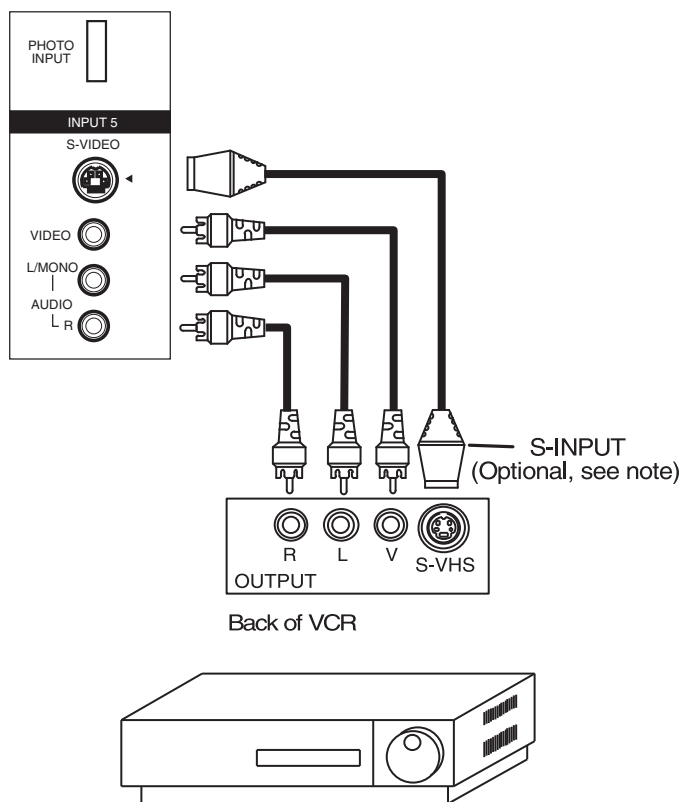 PHOTO
INPUT
INPUT 5
S-VIDEO
VIDEO
L/MONO
AUDIO
R
S-INPUT
(Optional, see note)
R L V S-VHS
OUTPUT
Back of VCR